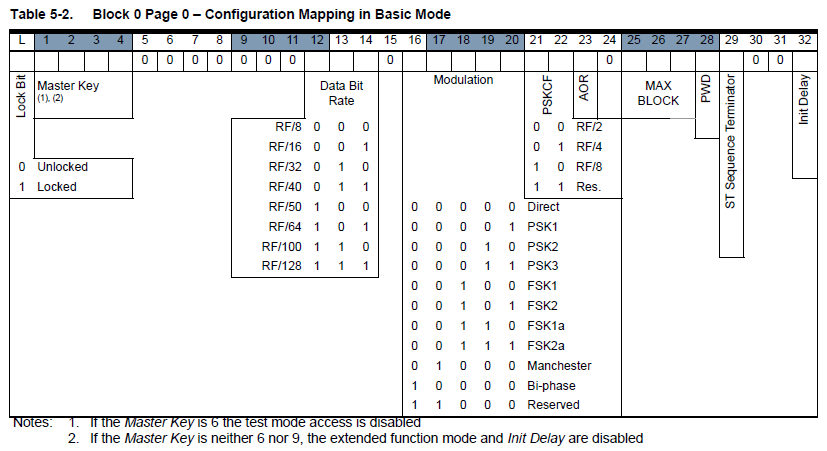 Table 5-2. Block 0 Page 0 – Configuration Mapping in Basic Mode
L 1 2 3 4 5 6 7 8 9 10 11 12 13 14 15 16 17 18 19 20 21 22 23 24 25 26 27 28 29 30 31 32
0 0 0 0 0 0 0 0 0 0 0
Lock Bit
Master Key
(1), (2)
Data Bit
Rate
Modulation
PSKCF
AOR
MAX
BLOCK
PWD
ST Sequence Terminator
Init Delay
RF/8 0 0 0 0 0 RF/2
RF/16 0 0 1 0 1 RF/4
0 Unlocked RF/32 0 1 0 1 0 RF/8
1 Locked RF/40 0 1 1 1 1 Res.
RF/50 1 0 0 0 0 0 0 0 Direct
RF/64 1 0 1 0 0 0 0 1 PSK1
RF/100 1 1 0 0 0 0 1 0 PSK2
RF/128 1 1 1 0 0 0 1 1 PSK3
0 0 1 0 0 FSK1
0 0 1 0 1 FSK2
0 0 1 1 0 FSK1a
0 0 1 1 1 FSK2a
0 1 0 0 0 Manchester
1 0 0 0 0 Bi-phase
1 1 0 0 0 Reserved
Notes: 1. If the Master Key is 6 the test mode access is disabled
2. If the Master Key is neither 6 nor 9, the extended function mode and Init Delay are disabled